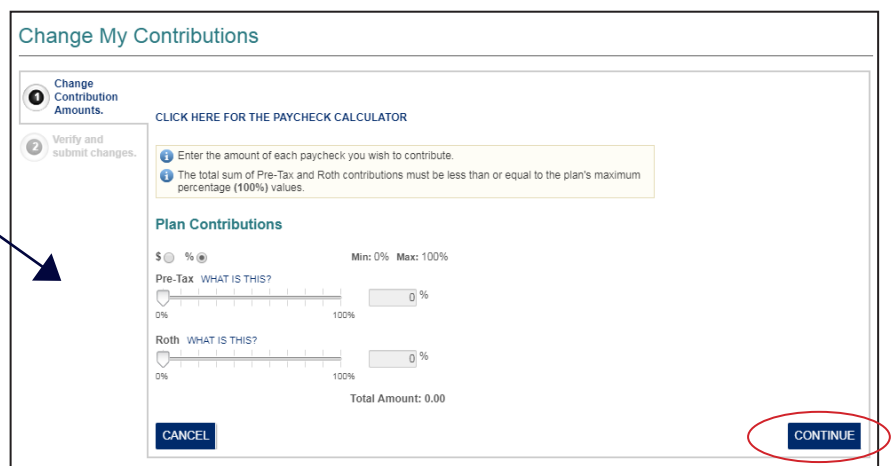 Change My Contributions
1
Change
Contribution
Amounts.
2
Verify and
submit changes.
CLICK HERE FOR THE PAYCHECK CALCULATOR
Enter the amount of each paycheck you wish to contribute.
The total sum of Pre-Tax and Roth contributions must be less than or equal to the plan's maximum
percentage (100%) values.
Plan Contributions
$ % Min: 0% Max: 100%
Pre-Tax WHAT IS THIS?
0 %
0% 100%
Roth WHAT IS THIS?
0 %
0% 100%
Total Amount: 0.00
CANCEL CONTINUE